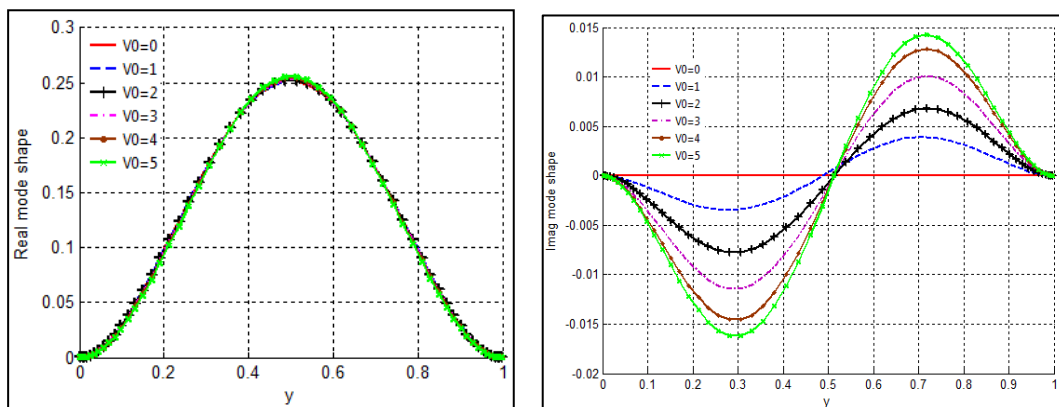 0.3
0.25
0.2
0.15
0.1
0.05
0
Real mode shape
V0=0
V0=1
V0=2
V0=3
V0=4
V0=5
0 0.2 0.4 0.6 0.8 1
y
0.015
0.010
0.005
0
-0.005
-0.01
-0.015
-0.02
Imag mode shape
V0=0
V0=1
V0=2
V0=3
V0=4
V0=5
0 0.1 0.2 0.3 0.4 0.5 0.6 0.7 0.8 0.9 1
y